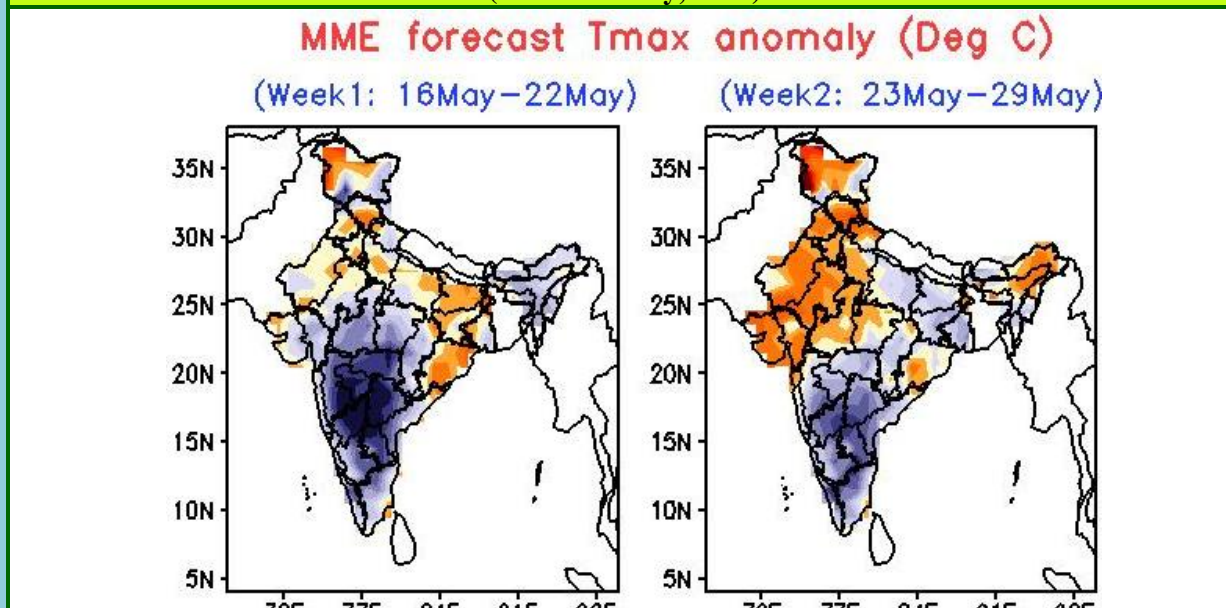 MME forecast Tmax anomaly (Deg C)
(Week1: 16May–22May) (Week2: 23May–29May)
35N 35N
30N 30N
25N 25N
20N 20N
15N 15N
10N 10N
5N 5N